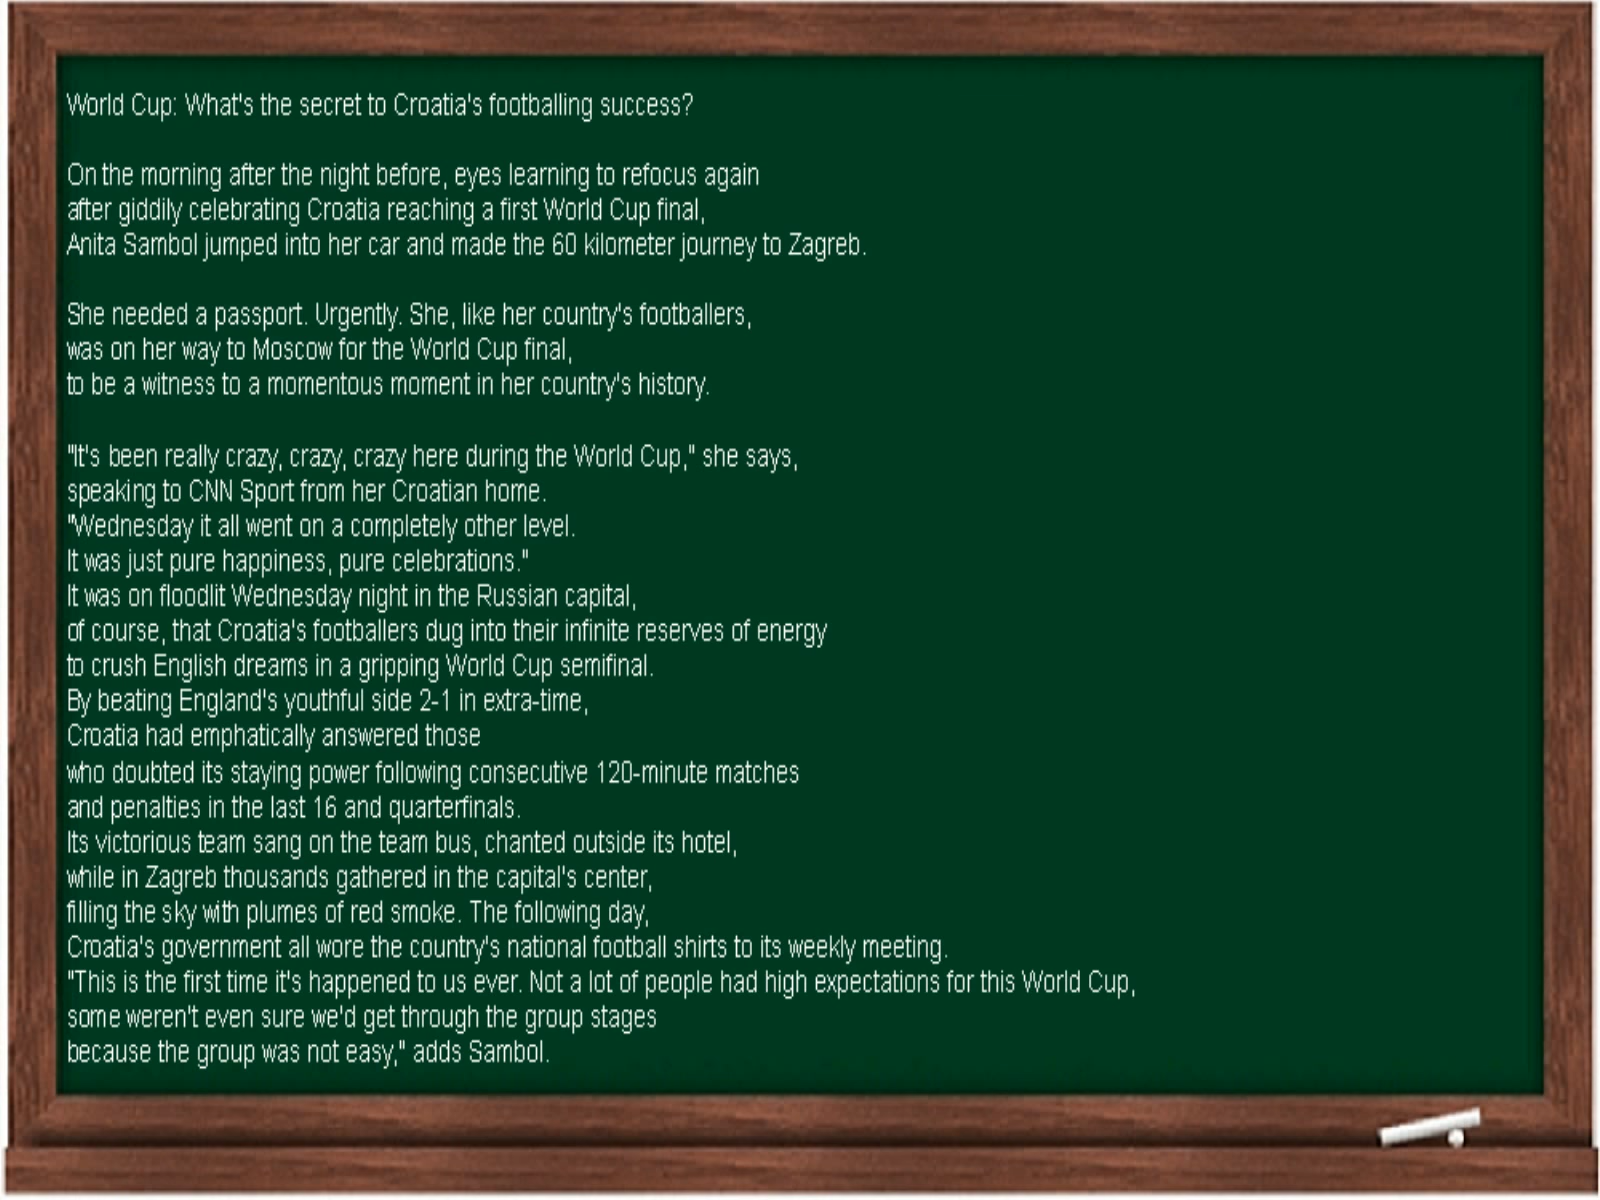 World Cup: What's the secret to Croatia's footballing success?
On the morning after the night before, eyes learning to refocus again
after giddily celebrating Croatia reaching a first World Cup final,
Anita Sambol jumped into her car and made the 60 kilometer journey to Zagreb.
She needed a passport. Urgently. She, like her country's footballers,
was on her way to Moscow for the World Cup final,
to be a witness to a momentous moment in her country's history.
"It's been really crazy, crazy, crazy here during the World Cup," she says,
speaking to CNN Sport from her Croatian home.
"Wednesday it all went on a completely other level.
It was just pure happiness, pure celebrations."
It was on floodlit Wednesday night in the Russian capital,
of course, that Croatia's footballers dug into their infinite reserves of energy
to crush English dreams in a gripping World Cup semifinal.
By beating England's youthful side 2-1 in extra-time,
Croatia had emphatically answered those
who doubted its staying power following consecutive 120-minute matches
and penalties in the last 16 and quarterfinals.
Its victorious team sang on the team bus, chanted outside its hotel,
while in Zagreb thousands gathered in the capital's center,
filling the sky with plumes of red smoke. The following day,
Croatia's government all wore the country's national football shirts to its weekly meeting.
"This is the first time it's happened to us ever. Not a lot of people had high expectations for this World Cup,
some weren't even sure we'd get through the group stages
because the group was not easy," adds Sambol.